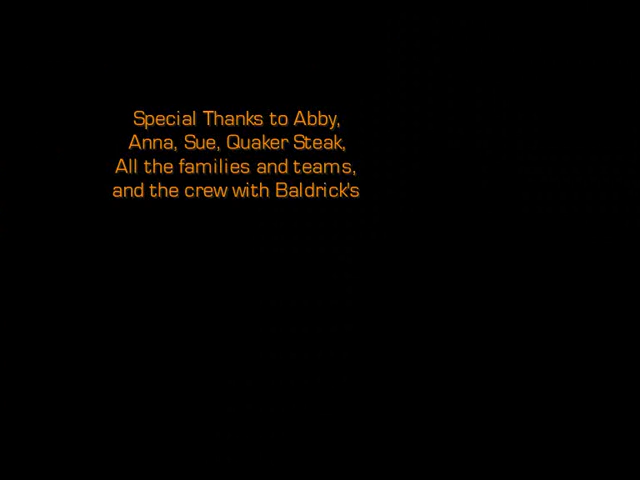 Special Thanks to Abby,
Anna, Sue, Quaker Steak,
All the families and teams,
and the crew with Baldrick's